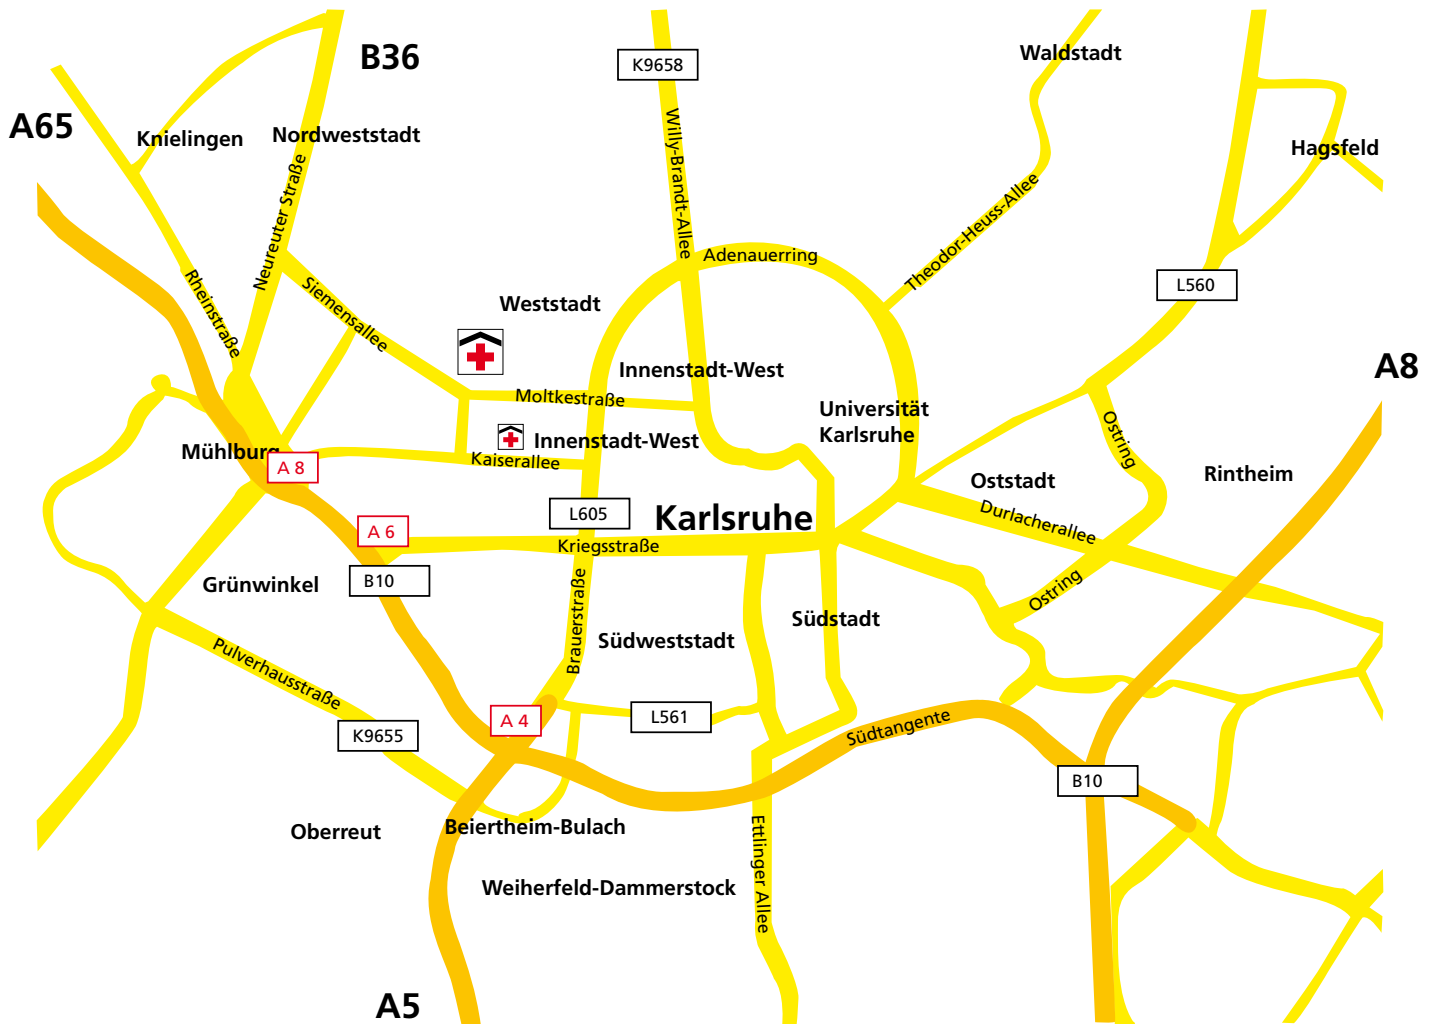 B36
K9658
Waldstadt
A65
Knielingen
Nordweststadt
Hagsfeld
Willy-Brandt-Allee
Neureuter Straße
Theodor-Heuss-Allee
Adenauerring
Rheinstraße
Siemensallee
L560
Weststadt
A8
Innenstadt-West
Moltkestraße
Universität
Karlsruhe
Ostring
Innenstadt-West
Mühlburg
A 8
Kaiserallee
Rintheim
Oststadt
L605
Karlsruhe
Durlacherallee
A 6
Kriegsstraße
B10
Grünwinkel
Ostring
Brauerstraße
Südweststadt
Südstadt
Pulverhausstraße
A 4
L561
Südtangente
K9655
B10
Oberreut
Beiertheim-Bulach
Ettlinger Allee
Weiherfeld-Dammerstock
A5